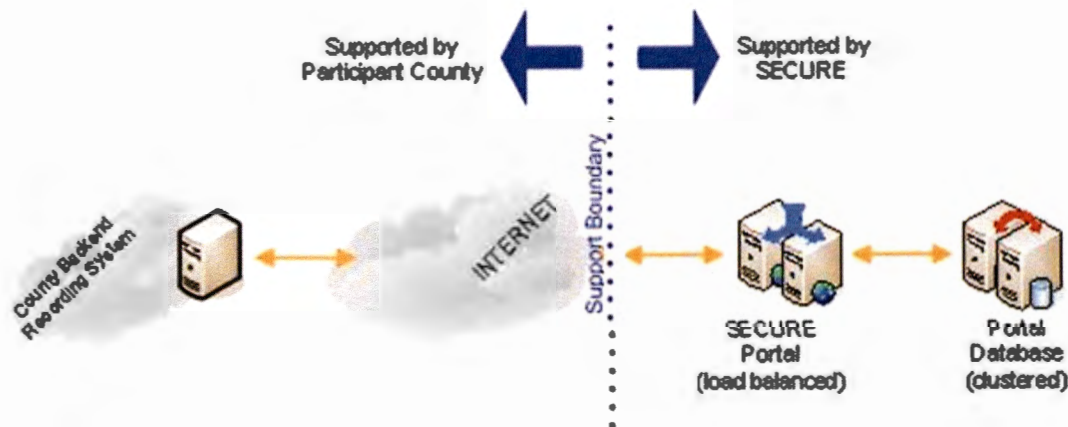 Supported by
Participant County
Supported by
SECURE
Support Boundary
County Backend
Recording System
INTERNET
SECURE
Portal
(load balanced)
Portal
Database
(clustered)